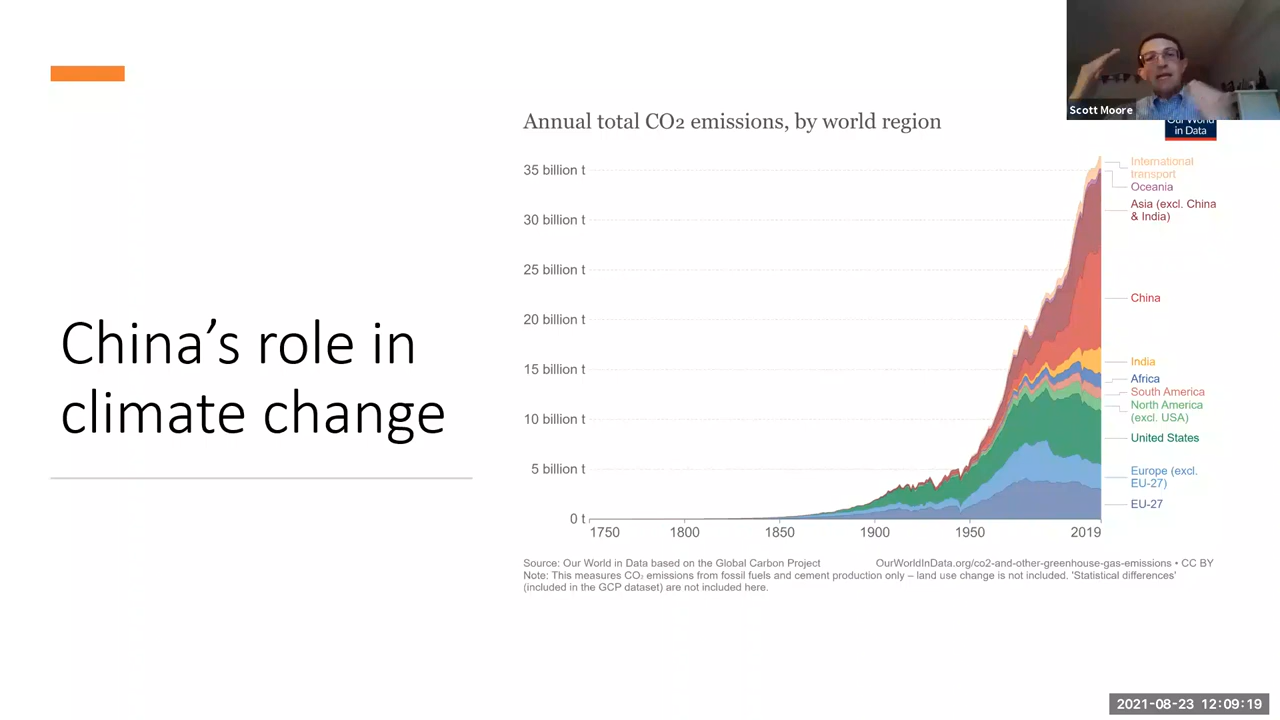 Scott Moore
Our World
in Data
Annual total CO2 emissions, by world region
35 billion t
30 billion t
25 billion t
20 billion t
15 billion t
10 billion t
5 billion t
0 t
1750
1800
1850
1900
1950
2019
International
transport
Oceania
Asia (excl. China
& India)
China
India
Africa
South America
North America
(excl. USA)
United States
Europe (excl.
EU-27)
EU-27
China’s role in
climate change
Source: Our World in Data based on the Global Carbon Project
OurWorldInData.org/co2-and-other-greenhouse-gas-emissions • CC BY
Note: This measures CO₂ emissions from fossil fuels and cement production only – land use change is not included. 'Statistical differences'
(included in the GCP dataset) are not included here.
2021-08-23 12:09:19